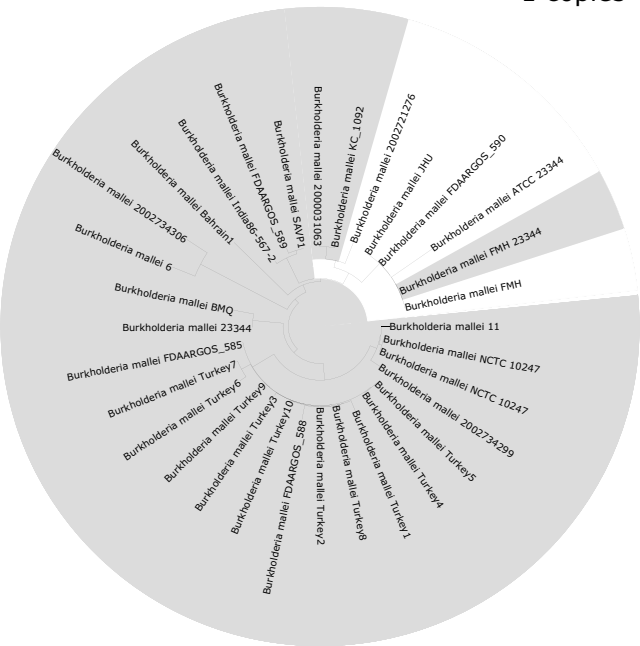 Burkholderia mallei 2000031063
Burkholderia mallei KC_1092
Burkholderia mallei 2002721276
Burkholderia mallei JHU
Burkholderia mallei FDAARGOS_590
Burkholderia mallei ATCC 23344
Burkholderia mallei FMH 23344
Burkholderia mallei FMH
Burkholderia mallei 11
Burkholderia mallei NCTC 10247
Burkholderia mallei NCTC 10247
Burkholderia mallei 2002734299
Burkholderia mallei Turkey5
Burkholderia mallei Turkey4
Burkholderia mallei Turkey1
Burkholderia mallei Turkey8
Burkholderia mallei Turkey2
Burkholderia mallei FDAARGOS_588
Burkholderia mallei Turkey10
Burkholderia mallei Turkey3
Burkholderia mallei Turkey9
Burkholderia mallei Turkey6
Burkholderia mallei Turkey7
Burkholderia mallei FDAARGOS_585
Burkholderia mallei 23344
Burkholderia mallei BMQ
Burkholderia mallei 6
Burkholderia mallei 2002734306
Burkholderia mallei Bahrain1
Burkholderia mallei India86-567-2
Burkholderia mallei FDAARGOS_589
Burkholderia mallei SAVP1